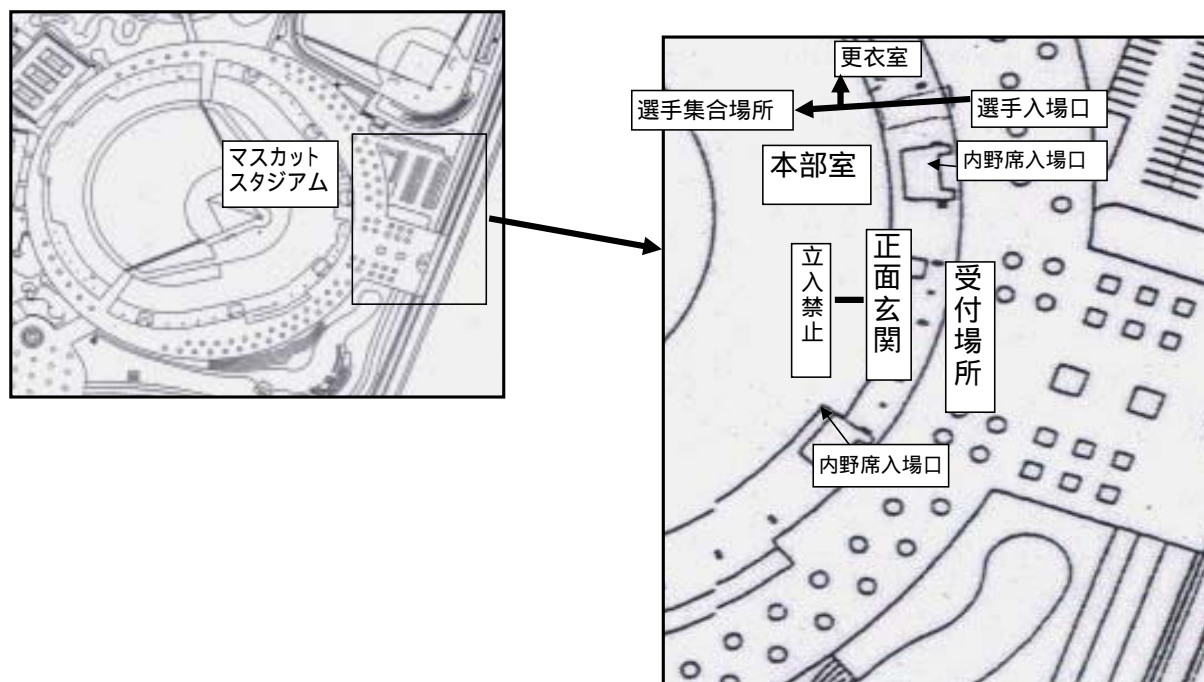 マスカット
スタジアム
更衣室
選手集合場所
選手入場口
本部室
内野席入場口
立入禁止
正面玄関
受付場所
内野席入場口